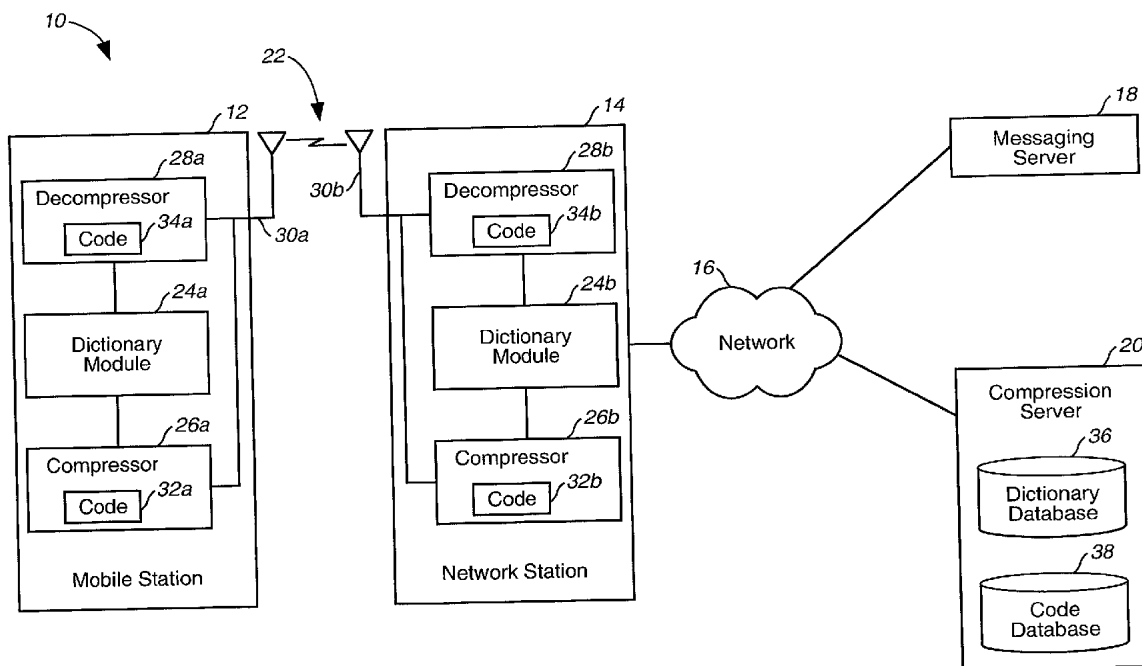 10
22
12
14
18
Messaging
Server
28a
Decompressor
Code
34a
30a
30b
28b
Decompressor
Code
34b
24a
Dictionary
Module
24b
Dictionary
Module
16
Network
20
Compression
Server
26a
Compressor
Code
32a
26b
Compressor
Code
32b
36
Dictionary
Database
38
Code
Database
Mobile Station
Network Station